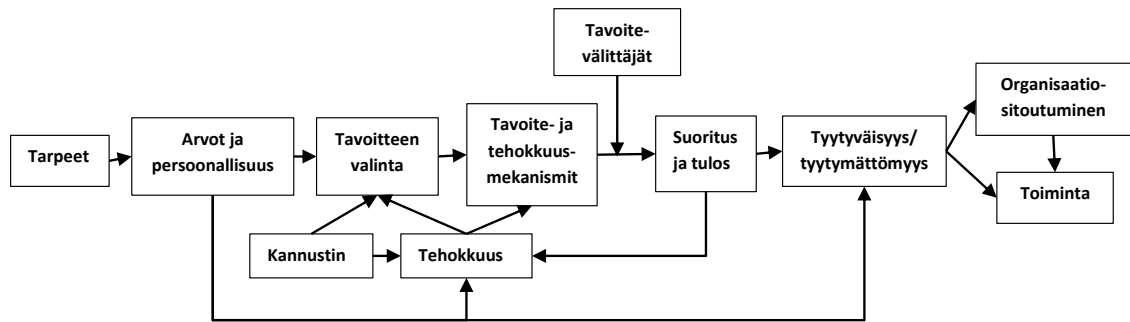 Tavoite-
välittäjät
Organisaatio-
sitoutuminen
Tarpeet
Arvot ja
persoonallisuus
Tavoitteen
valinta
Tavoite- ja
tehokkuus-
mekanismit
Suoritus
ja tulos
Tyytyväisyys/
tyytymättömyys
Toiminta
Kannustin
Tehokkuus